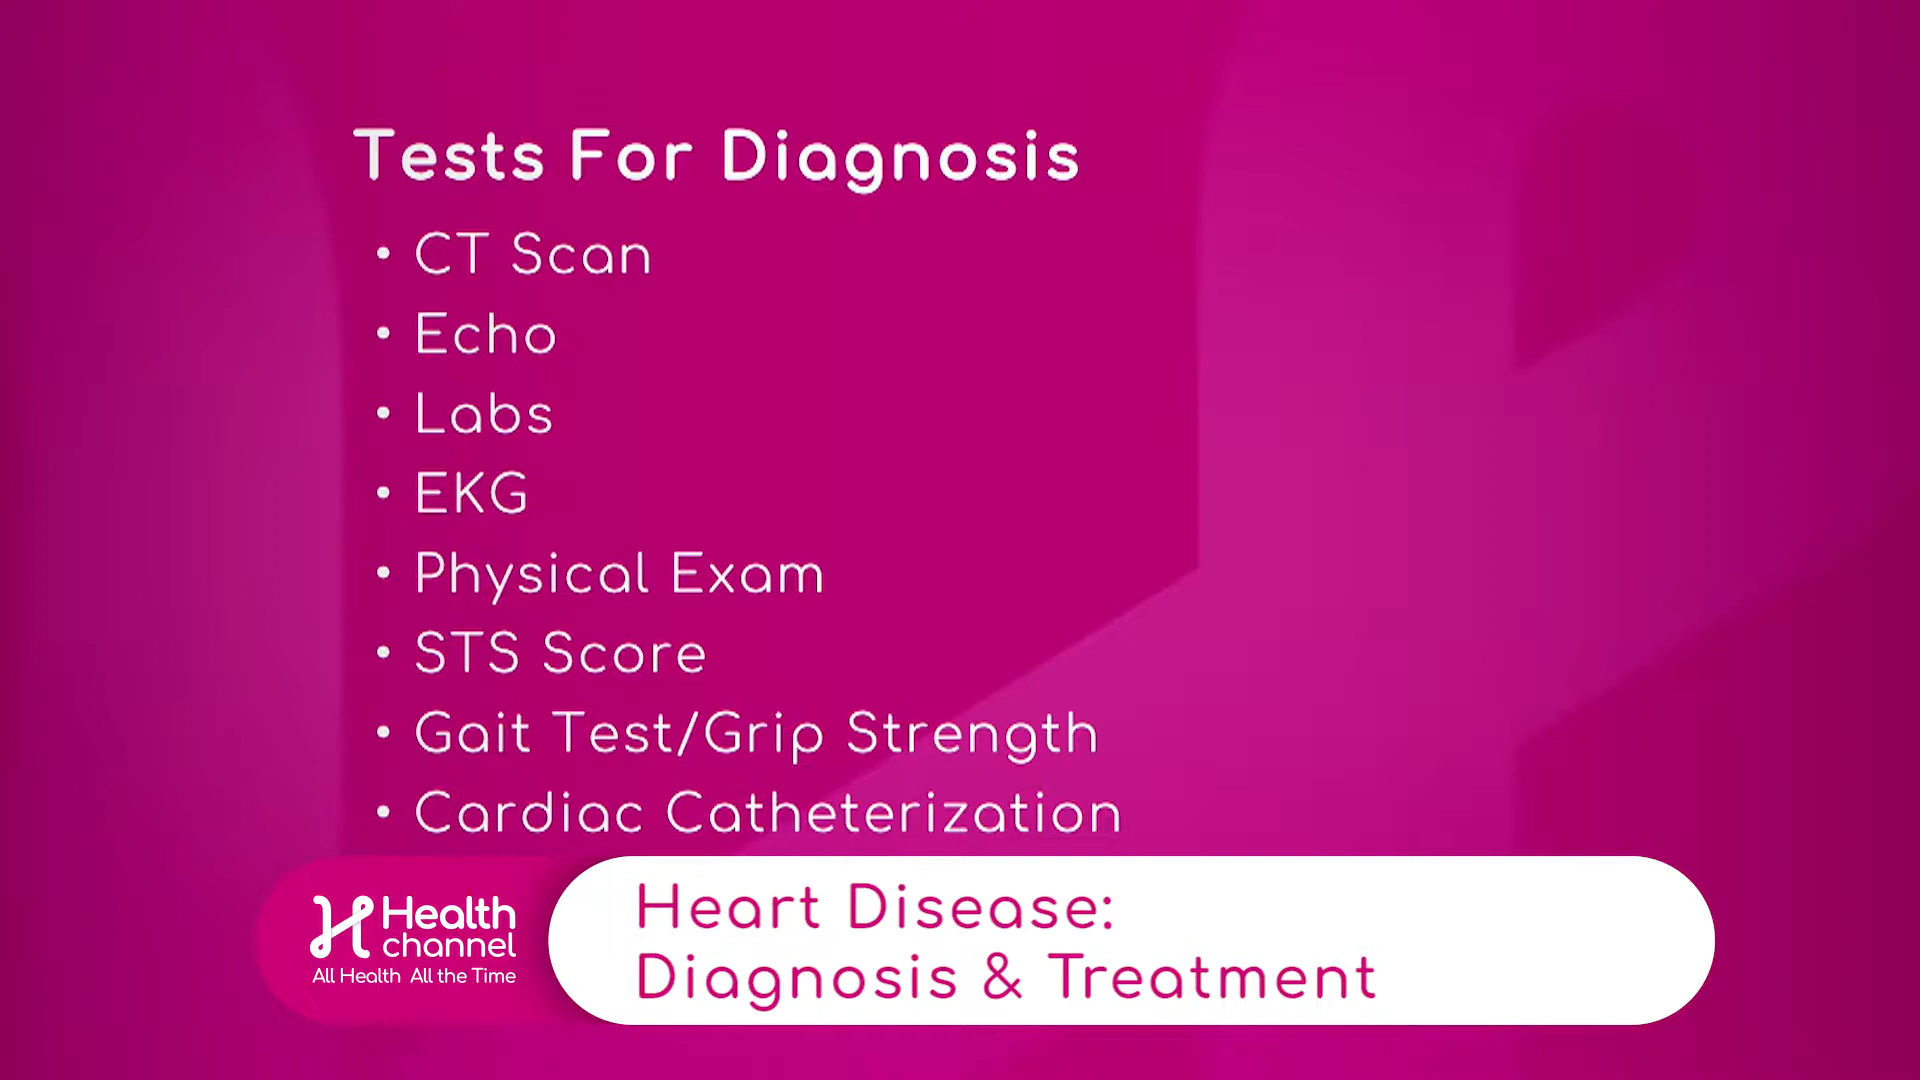 Tests For Diagnosis
• CT Scan
• Echo
• Labs
• EKG
• Physical Exam
• STS Score
• Gait Test/Grip Strength
• Cardiac Catheterization
Health
channel
All Health All the Time
Heart Disease:
Diagnosis & Treatment